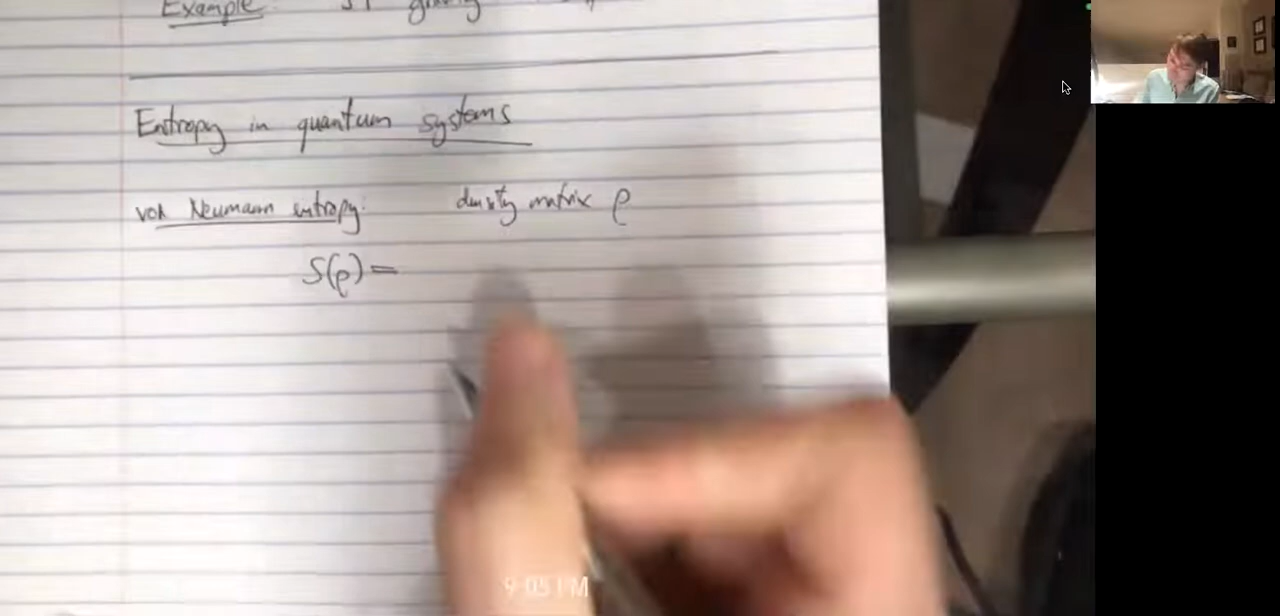 Example
Entropy in quantum systems
von Neumann entropy: density matrix ρ
S(ρ) =
9:05 PM